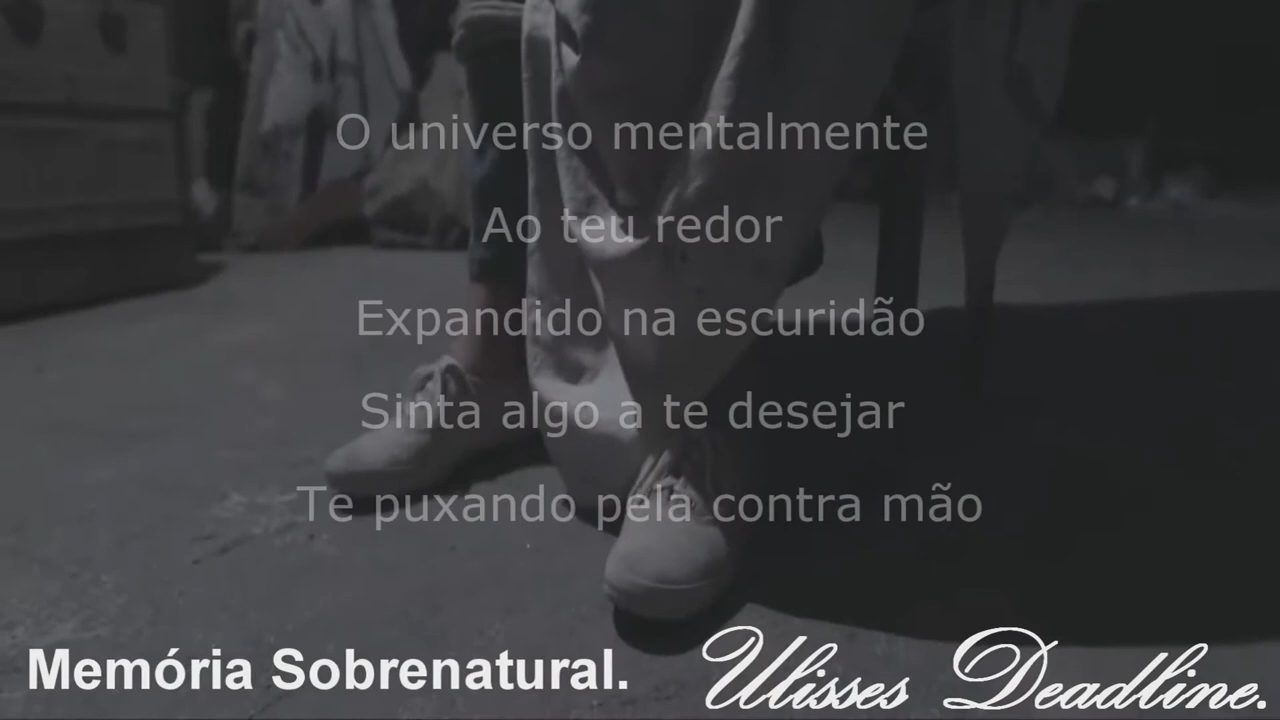 O universo mentalmente
Ao teu redor
Expandido na escuridão
Sinta algo a te desejar
Te puxando pela contra mão
Memória Sobrenatural.
Ulisses Deadline.